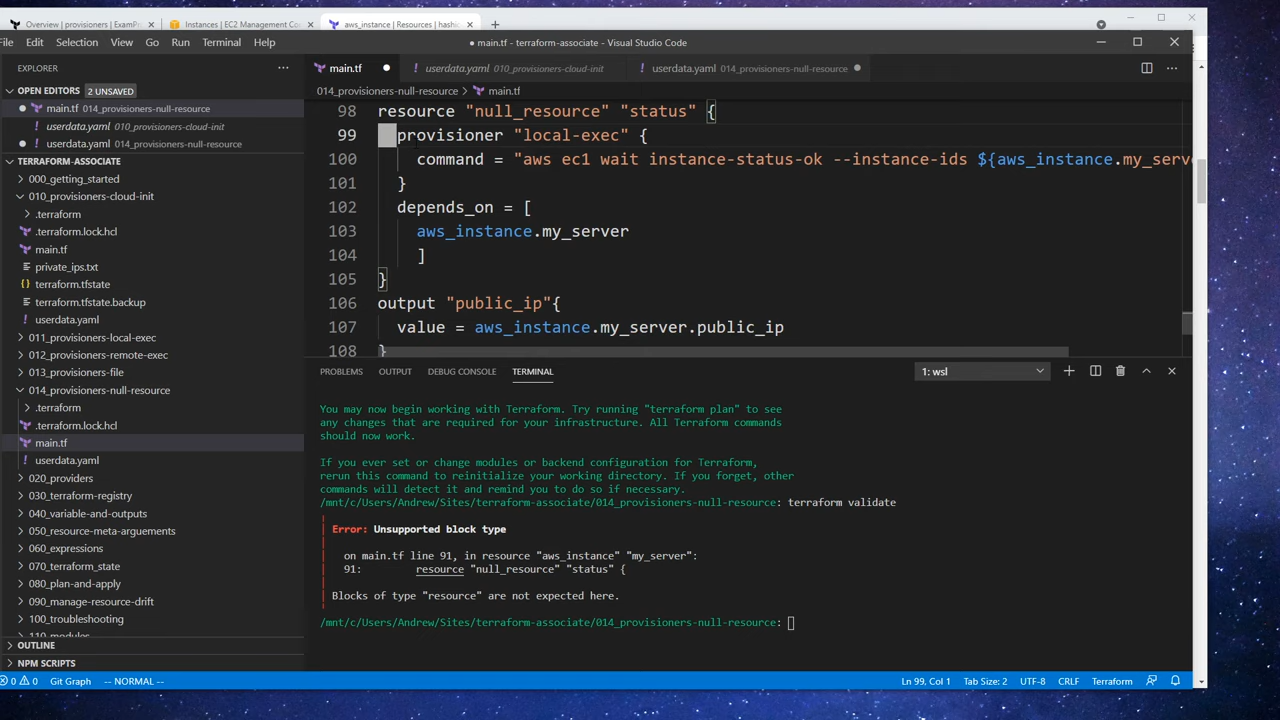 Overview | providers | ExamPro
Instances | EC2 Management Co
aws_instance | Resources | hashic
File Edit Selection View Go Run Terminal Help
● main.tf - terraform-associate - Visual Studio Code
EXPLORER
OPEN EDITORS 2 UNSAVED
main.tf 014_provisioners-null-resource
userdata.yaml 010_provisioners-cloud-init
userdata.yaml 014_provisioners-null-resource
TERRAFORM-ASSOCIATE
000_getting_started
010_provisioners-cloud-init
.terraform
.terraform.lock.hcl
main.tf
private_ips.txt
terraform.tfstate
terraform.tfstate.backup
userdata.yaml
011_provisioners-local-exec
012_provisioners-remote-exec
013_provisioners-file
014_provisioners-null-resource
.terraform
.terraform.lock.hcl
main.tf
userdata.yaml
020_providers
030_terraform-registry
040_variable-and-outputs
050_resource-meta-arguements
060_expressions
070_terraform_state
080_plan-and-apply
090_manage-resource-drift
100_troubleshooting
110_modules
OUTLINE
NPM SCRIPTS
main.tf
userdata.yaml 010_provisioners-cloud-init
userdata.yaml 014_provisioners-null-resource
014_provisioners-null-resource > main.tf
98 resource "null_resource" "status" {
99 provisioner "local-exec" {
100 command = "aws ec1 wait instance-status-ok --instance-ids ${aws_instance.my_serve
101 }
102 depends_on = [
103 aws_instance.my_server
104 ]
105 }
106 output "public_ip"{
107 value = aws_instance.my_server.public_ip
108 }
PROBLEMS OUTPUT DEBUG CONSOLE TERMINAL
1: wsl
You may now begin working with Terraform. Try running "terraform plan" to see
any changes that are required for your infrastructure. All Terraform commands
should now work.
If you ever set or change modules or backend configuration for Terraform,
rerun this command to reinitialize your working directory. If you forget, other
commands will detect it and remind you to do so if necessary.
/mnt/c/Users/Andrew/Sites/terraform-associate/014_provisioners-null-resource: terraform validate
Error: Unsupported block type
on main.tf line 91, in resource "aws_instance" "my_server":
91: resource "null_resource" "status" {
Blocks of type "resource" are not expected here.
/mnt/c/Users/Andrew/Sites/terraform-associate/014_provisioners-null-resource:
0 0 Git Graph -- NORMAL --
Ln 99, Col 1 Tab Size: 2 UTF-8 CRLF Terraform